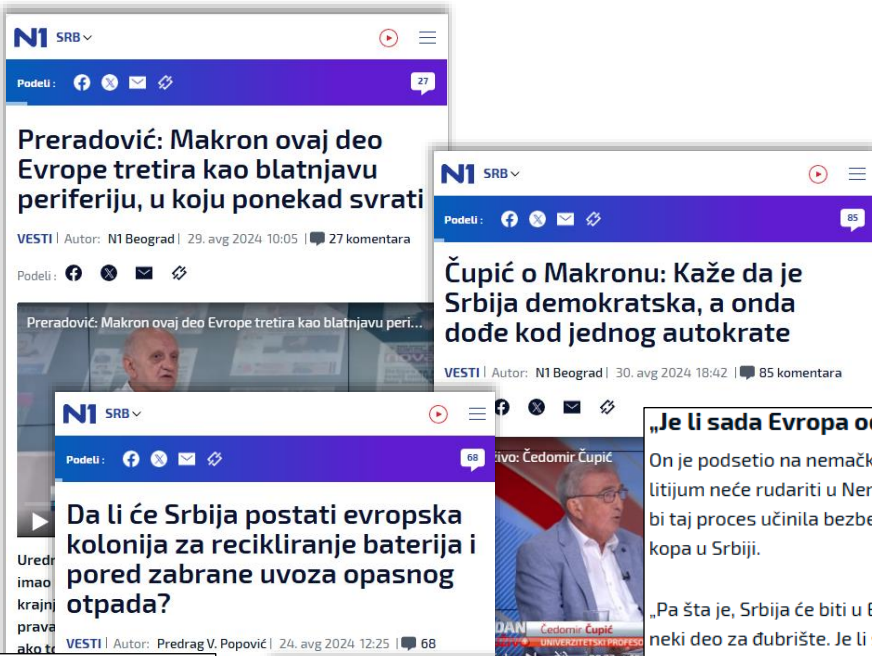 N1 SRB
Podeli :
27
Preradović: Makron ovaj deo
Evrope tretira kao blatnjavu
periferiju, u koju ponekad svrati
VESTI | Autor: N1 Beograd | 29. avg 2024 10:05 | 27 komentara
Podeli :
Preradović: Makron ovaj deo Evrope tretira kao blatnjavu peri...
imao
ako
N1 SRB
Podeli :
85
Čupić o Makronu: Kaže da je
Srbija demokratska, a onda
dođe kod jednog autokrate
VESTI | Autor: N1 Beograd | 30. avg 2024 18:42 | 85 komentara
Čedomir Čupić
Čedomir Čupić
N1 SRB
Podeli :
68
Da li će Srbija postati evropska
kolonija za recikliranje baterija i
pored zabrane uvoza opasnog
otpada?
VESTI | Autor: Predrag V. Popović | 24. avg 2024 12:25 | 68
„Je li sada Evropa
On je podsetio na
litijum neće rudariti u
bi taj proces učinila
kopa u Srbiji.
„Pa šta je, Srbija će biti u
neki deo za đubrište. Je li